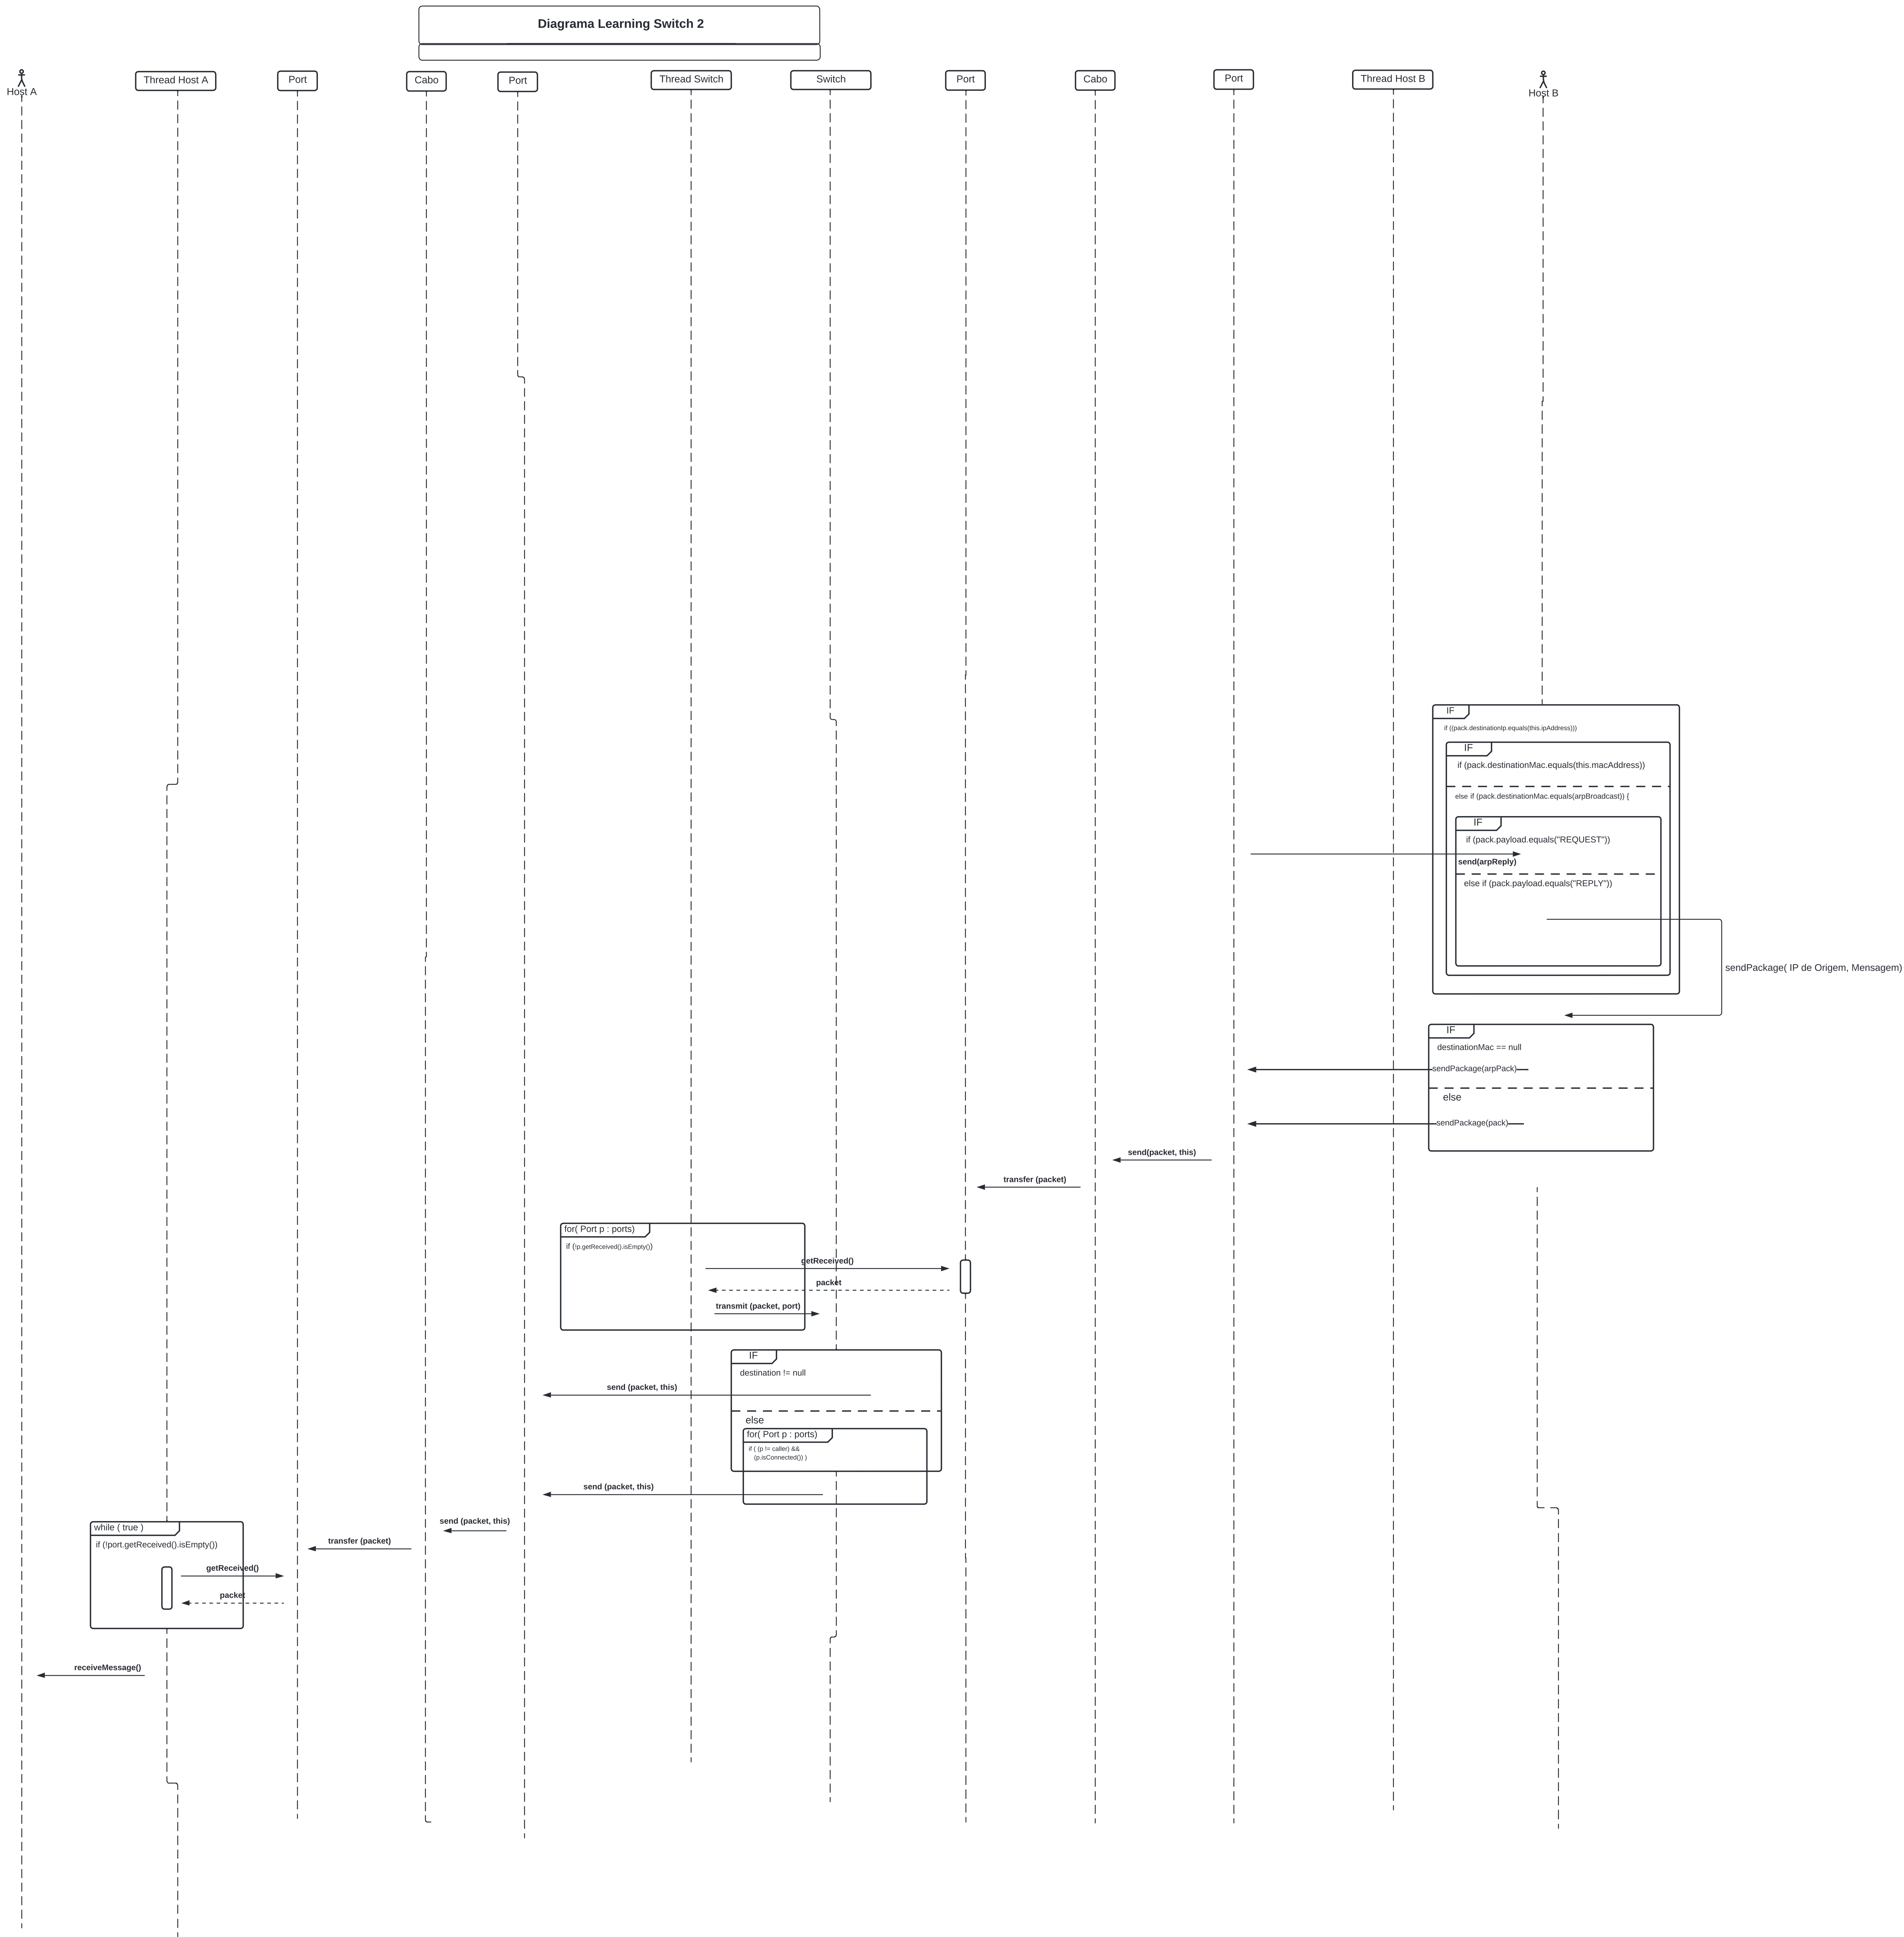 Diagrama Learning Switch 2
Host A
Thread Host A
Port
Cabo
Port
Thread Switch
Switch
Port
Cabo
Port
Thread Host B
Host B
IF
if ((pack.destinationIp.equals(this.ipAddress)))
IF
if (pack.destinationMac.equals(this.macAddress))
else if (pack.destinationMac.equals(arpBroadcast)) {
IF
if (pack.payload.equals("REQUEST"))
send(arpReply)
else if (pack.payload.equals("REPLY"))
sendPackage( IP de Origem, Mensagem)
IF
destinationMac == null
sendPackage(arpPack)
else
sendPackage(pack)
send(packet, this)
transfer (packet)
for( Port p : ports)
if (!p.getReceived().isEmpty())
getReceived()
packet
transmit (packet, port)
IF
destination != null
send (packet, this)
else
for( Port p : ports)
if ( (p != caller) &&
(p.isConnected()) )
send (packet, this)
send (packet, this)
transfer (packet)
while ( true )
if (!port.getReceived().isEmpty())
getReceived()
packet
receiveMessage()